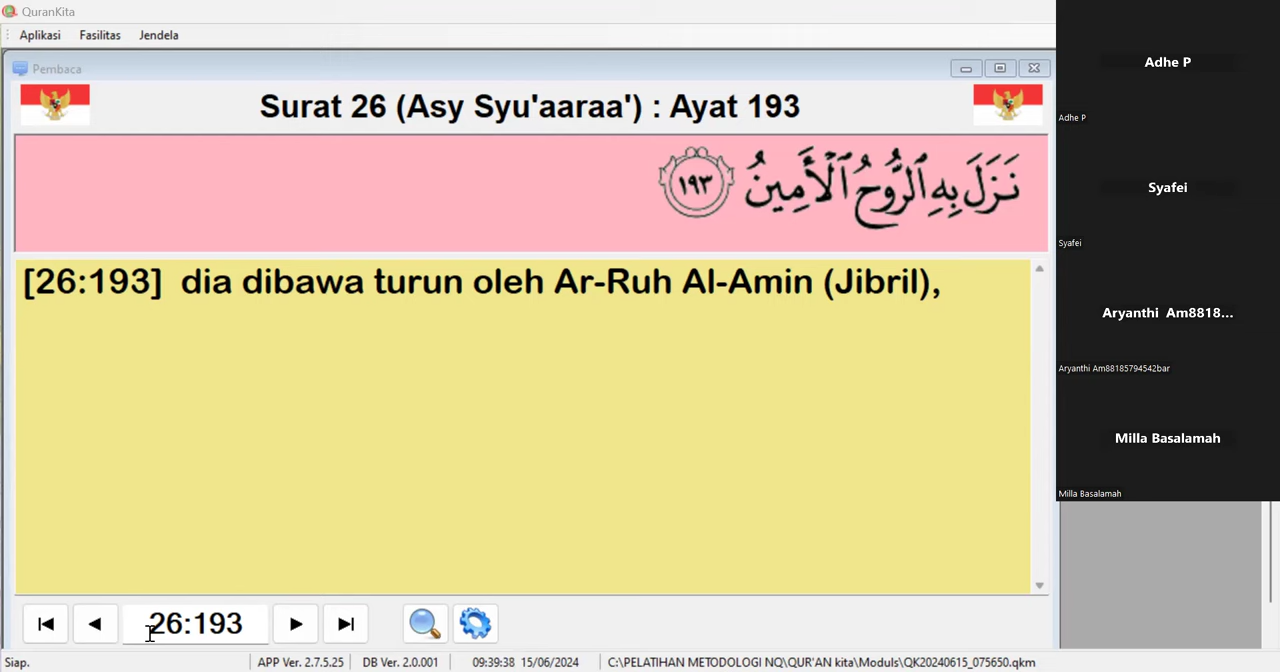 QuranKita
Aplikasi Fasilitas Jendela
Pembaca
Surat 26 (Asy Syu'aaraa') : Ayat 193
نَزَلَ بِهِ ٱلرُّوحُ ٱلْأَمِينُ ١٩٣
[26:193] dia dibawa turun oleh Ar-Ruh Al-Amin (Jibril),
26:193
Siap. APP Ver. 2.7.5.25 DB Ver. 2.0.001 09:39:38 15/06/2024 C:\PELATIHAN METODOLOGI NQ\QUR'AN kita\Moduls\QK20240615_075650.qkm
Adhe P
Adhe P
Syafei
Syafei
Aryanthi Am8818...
Aryanthi Am88185794542bar
Milla Basalamah
Milla Basalamah